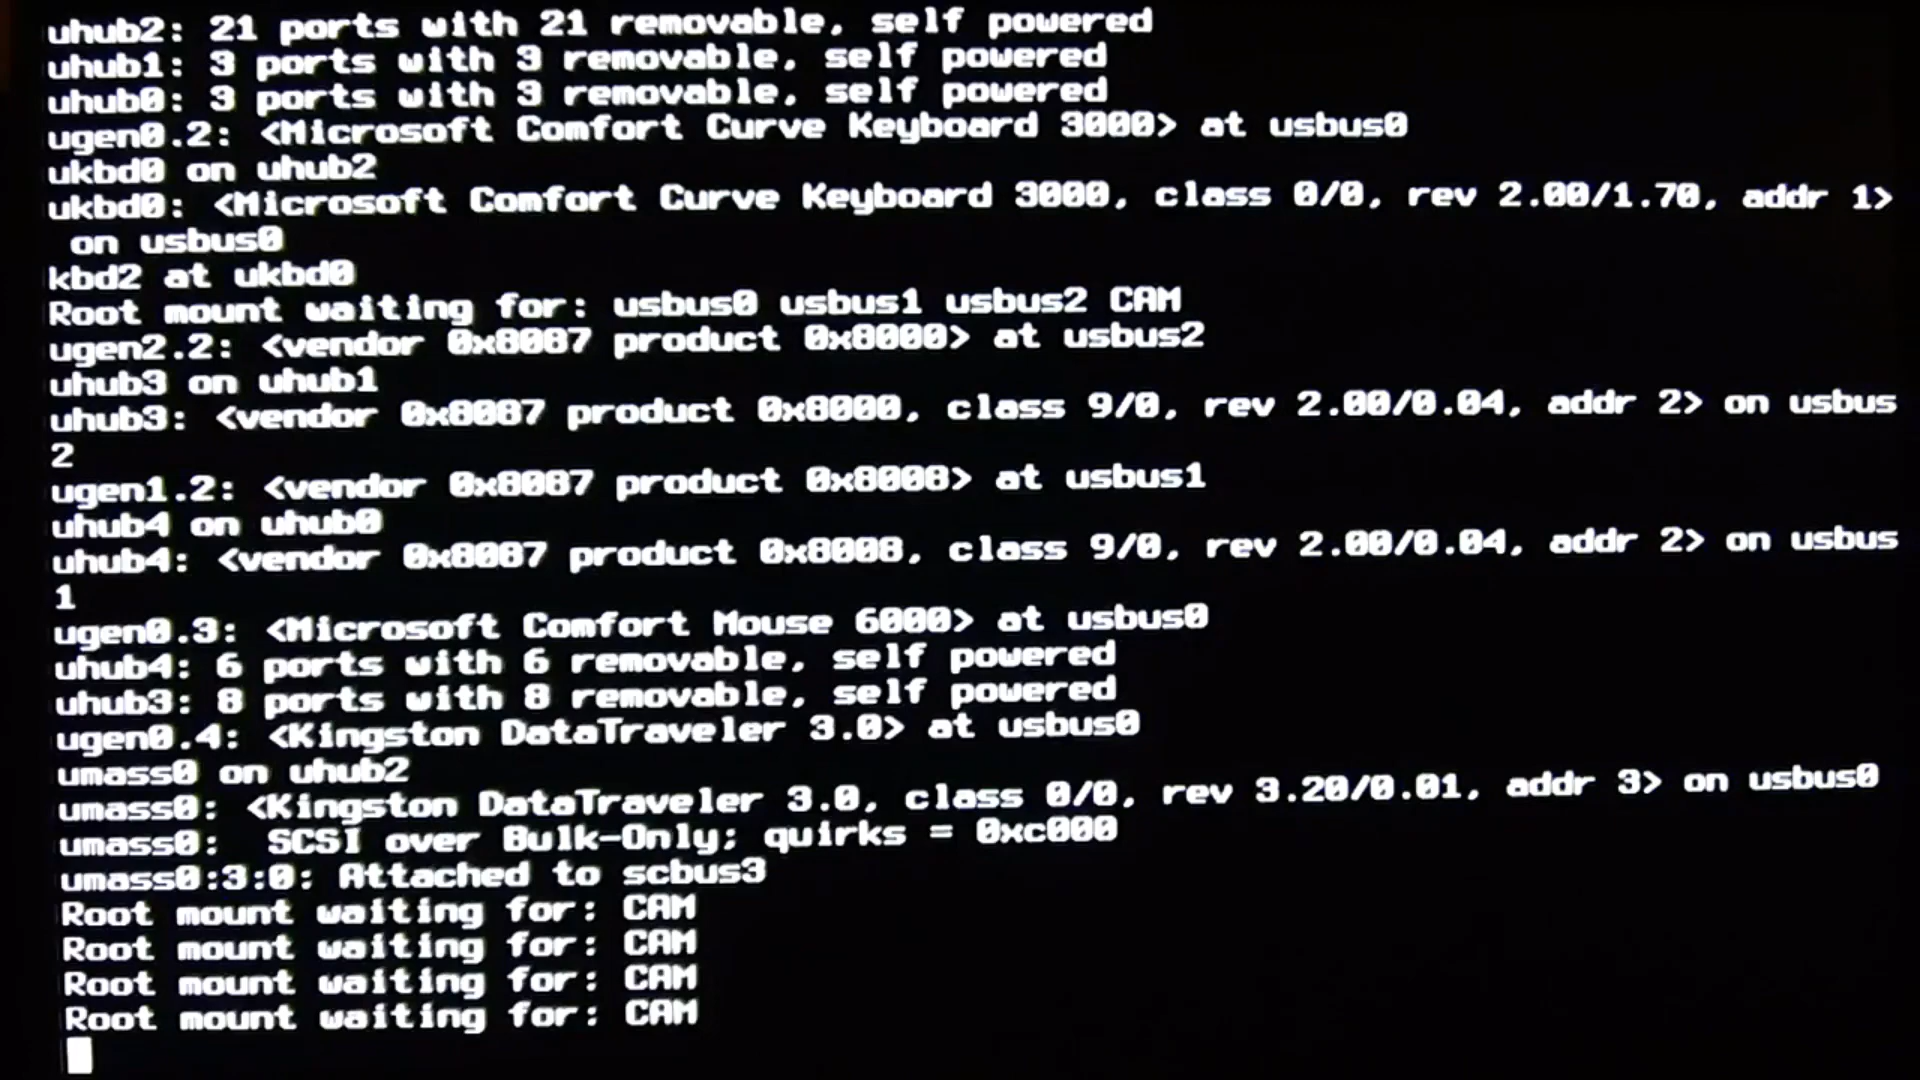 uhub2: 21 ports with 21 removable, self powered
uhub1: 3 ports with 3 removable, self powered
uhub0: 3 ports with 3 removable, self powered
ugen0.2: <Microsoft Comfort Curve Keyboard 3000> at usbus0
ukbd0 on uhub2
ukbd0: <Microsoft Comfort Curve Keyboard 3000, class 0/0, rev 2.00/1.70, addr 1>
 on usbus0
kbd2 at ukbd0
Root mount waiting for: usbus0 usbus1 usbus2 CAM
ugen2.2: <vendor 0x8087 product 0x8000> at usbus2
uhub3 on uhub1
uhub3: <vendor 0x8087 product 0x8000, class 9/0, rev 2.00/0.04, addr 2> on usbus
2
ugen1.2: <vendor 0x8087 product 0x8008> at usbus1
uhub4 on uhub0
uhub4: <vendor 0x8087 product 0x8008, class 9/0, rev 2.00/0.04, addr 2> on usbus
1
ugen0.3: <Microsoft Comfort Mouse 6000> at usbus0
uhub4: 6 ports with 6 removable, self powered
uhub3: 8 ports with 8 removable, self powered
ugen0.4: <Kingston DataTraveler 3.0> at usbus0
umass0 on uhub2
umass0: <Kingston DataTraveler 3.0, class 0/0, rev 3.20/0.01, addr 3> on usbus0
umass0:  SCSI over Bulk-Only; quirks = 0xc000
umass0:3:0: Attached to scbus3
Root mount waiting for: CAM
Root mount waiting for: CAM
Root mount waiting for: CAM
Root mount waiting for: CAM